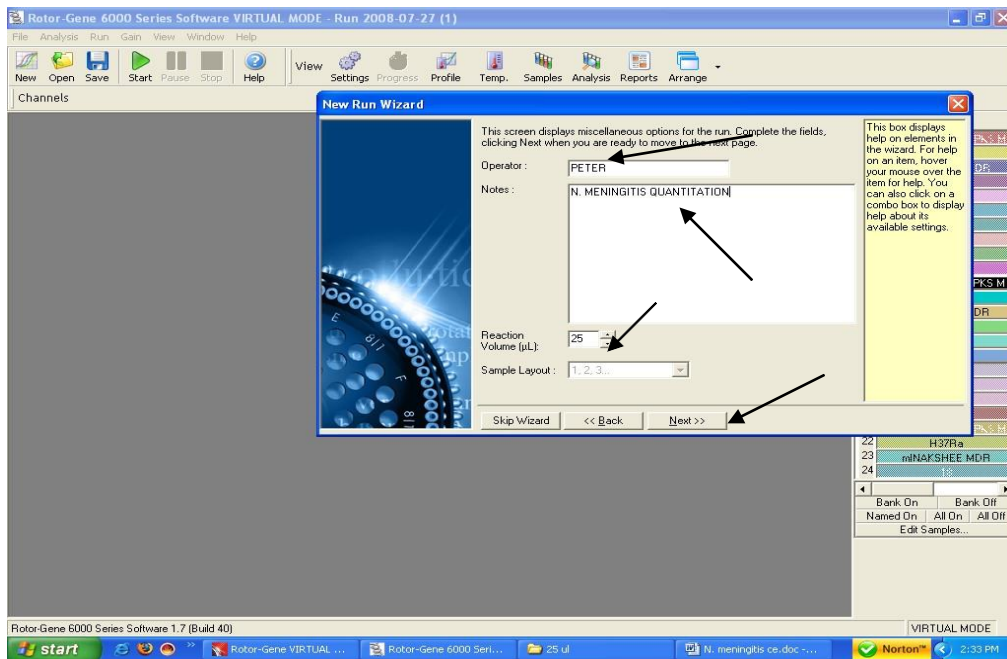 Rotor-Gene 6000 Series Software VIRTUAL MODE - Run 2008-07-27 (1)
File Analysis Run Gain View Window Help
New Open Save Start Pause Stop Help View Settings Progress Profile Temp. Samples Analysis Reports Arrange
Channels
New Run Wizard
This screen displays miscellaneous options for the run. Complete the fields,
clicking Next when you are ready to move to the next page.
Operator :
PETER
Notes :
N. MENINGITIS QUANTITATION
Reaction
Volume (µL):
25
Sample Layout :
1, 2, 3...
Skip Wizard
<< Back
Next >>
This box displays
help on elements in
the wizard. For help
on an item, hover
your mouse over the
item for help. You
can also click on a
combo box to display
help about its
available settings.
PKS M
DR
22 H37Ra
23 mINAKSHEE MDR
24 18
Bank On Bank Off
Named On All On All Off
Edit Samples...
Rotor-Gene 6000 Series Software 1.7 (Build 40)
VIRTUAL MODE
start
Rotor-Gene VIRTUAL ...
Rotor-Gene 6000 Seri...
25 ul
N. meningitis ce.doc -...
Norton™
2:33 PM